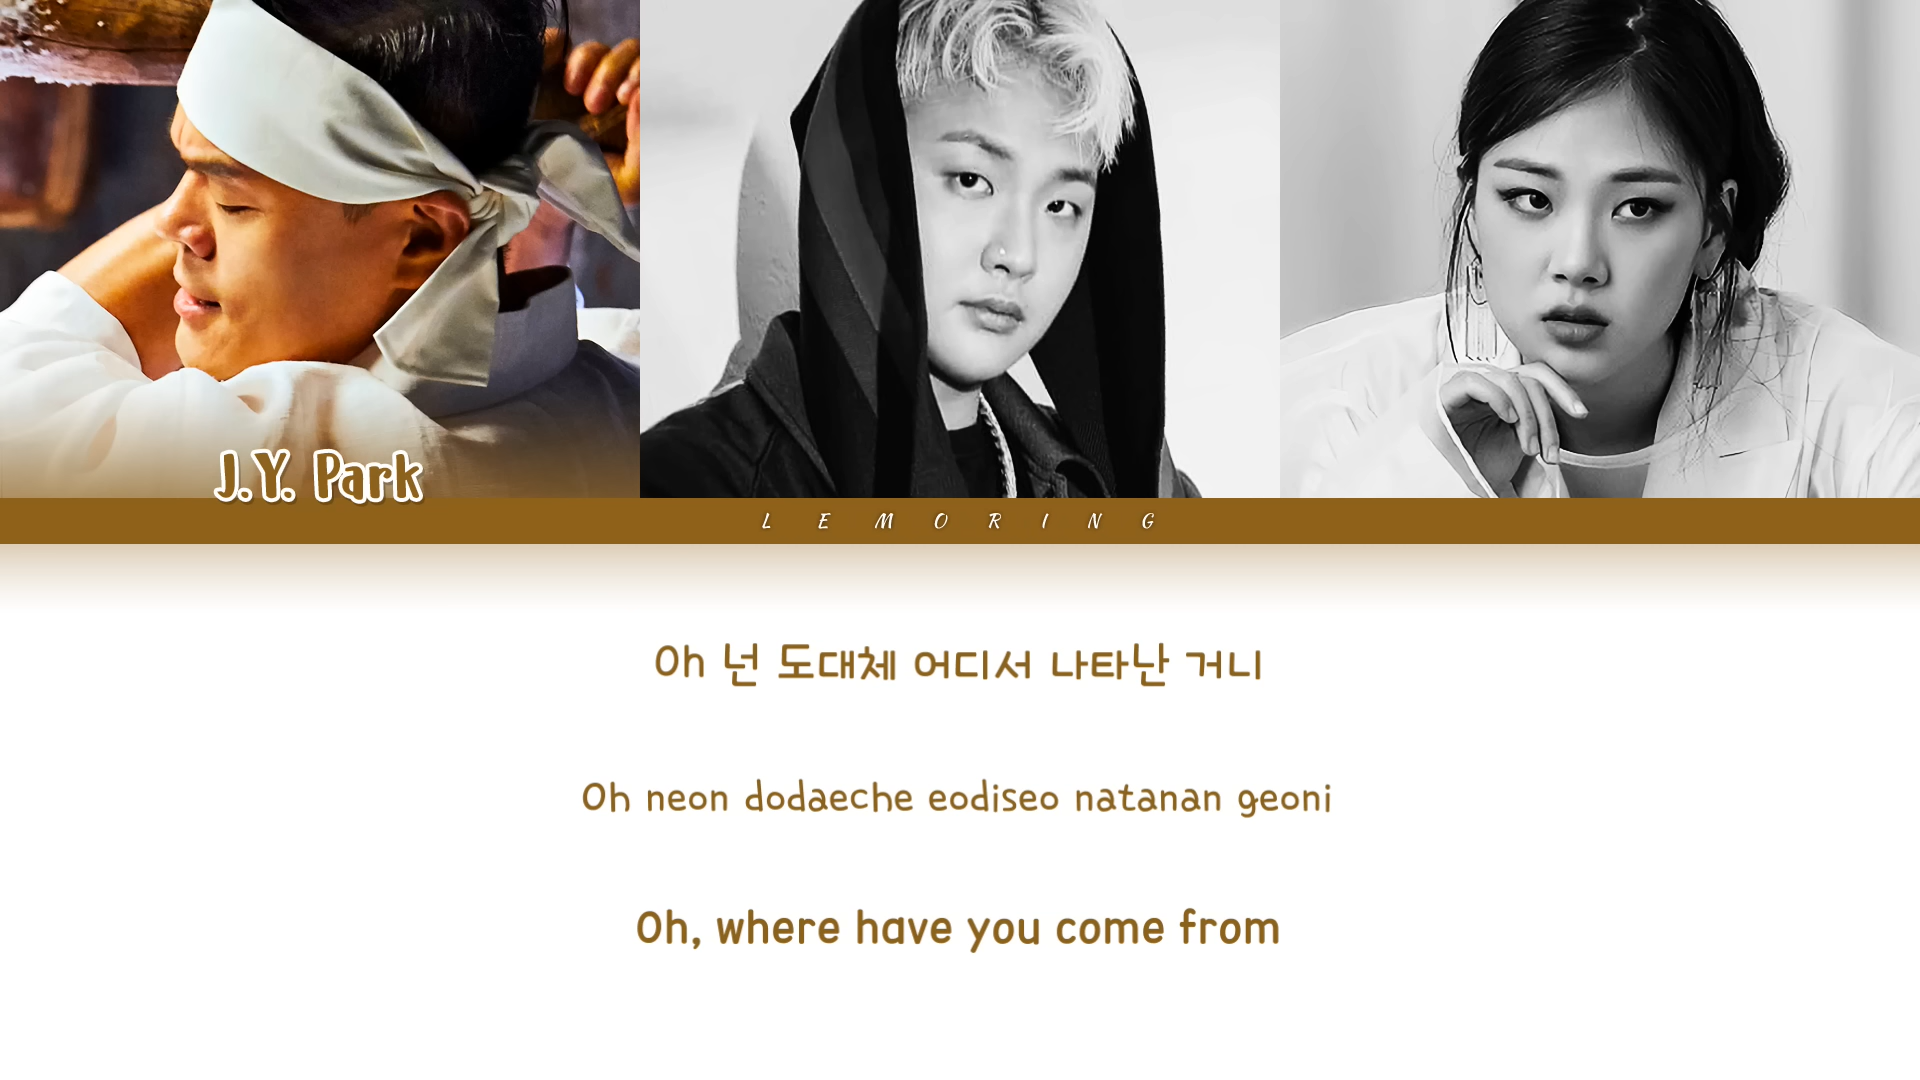 J.Y. Park
LEMORING
Oh 넌 도대체 어디서 나타난 거니
Oh neon dodaeche eodiseo natanan geoni
Oh, where have you come from